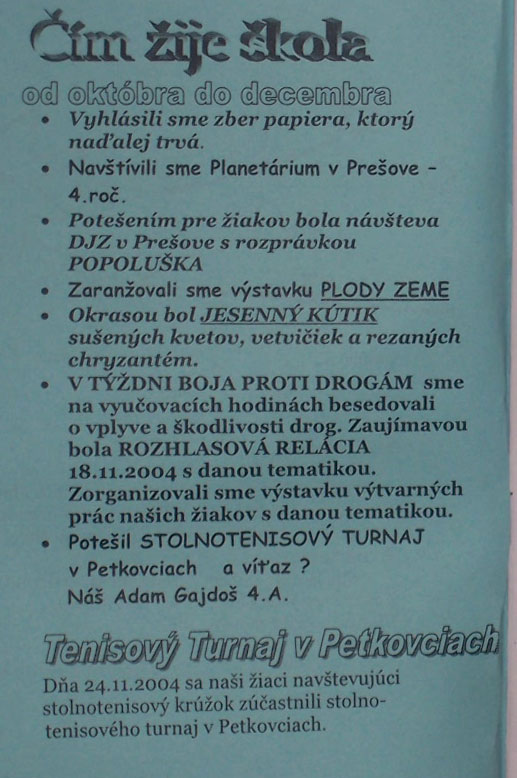 Čím žije škola
od októbra do decembra
• Vyhlásili sme zber papiera, ktorý
naďalej trvá.
• Navštívili sme Planetárium v Prešove –
4.roč.
• Potešením pre žiakov bola návšteva
DJZ v Prešove s rozprávkou
POPOLUŠKA
• Zaranžovali sme výstavku PLODY ZEME
• Okrasou bol JESENNÝ KÚTIK
sušených kvetov, vetvičiek a rezaných
chryzantém.
• V TÝŽDNI BOJA PROTI DROGÁM sme
na vyučovacích hodinách besedovali
o vplyve a škodlivosti drog. Zaujímavou
bola ROZHLASOVÁ RELÁCIA
18.11.2004 s danou tematikou.
Zorganizovali sme výstavku výtvarných
prác našich žiakov s danou tematikou.
• Potešil STOLNOTENISOVÝ TURNAJ
v Petkovciach a víťaz ?
Náš Adam Gajdoš 4.A.
Tenisový Turnaj v Petkovciach
Dňa 24.11.2004 sa naši žiaci navštevujúci
stolnotenisový krúžok zúčastnili stolno-
tenisového turnaj v Petkovciach.